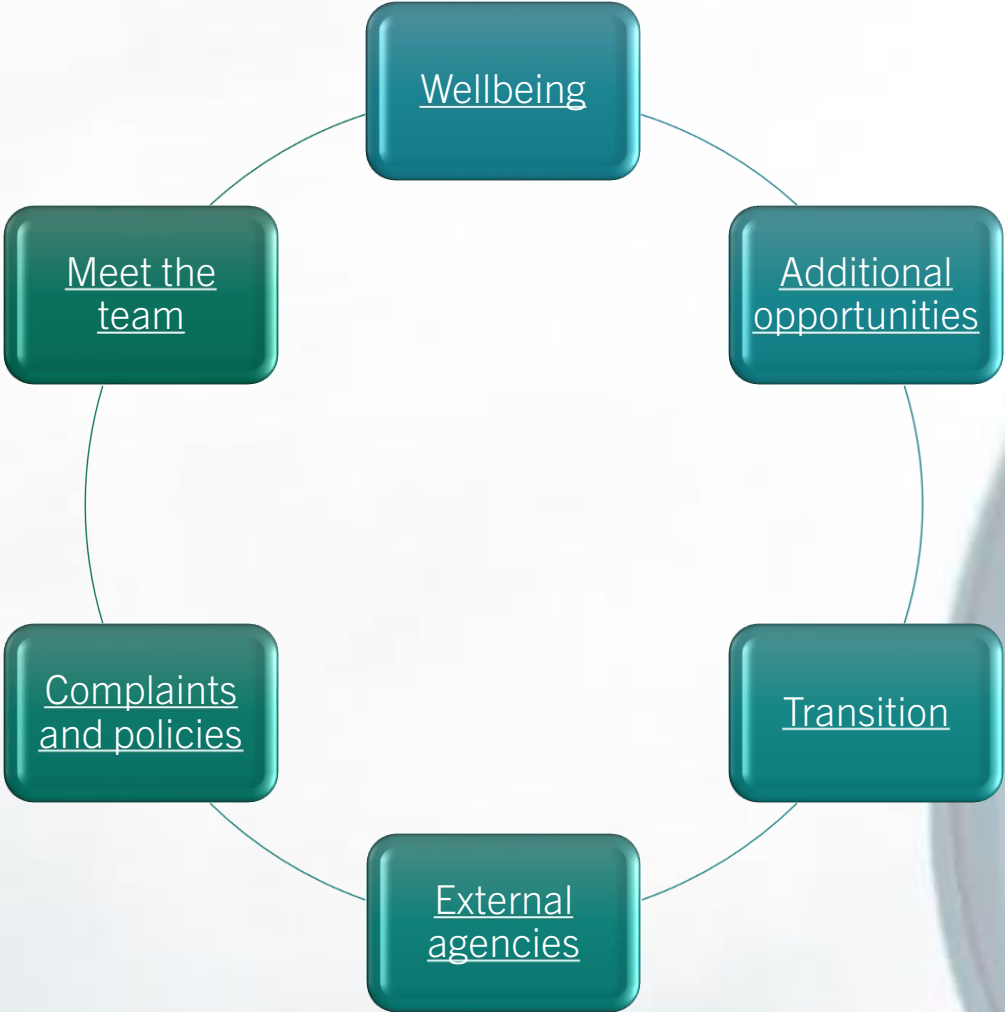 Wellbeing
Additional
opportunities
Transition
External
agencies
Complaints
and policies
Meet the
team